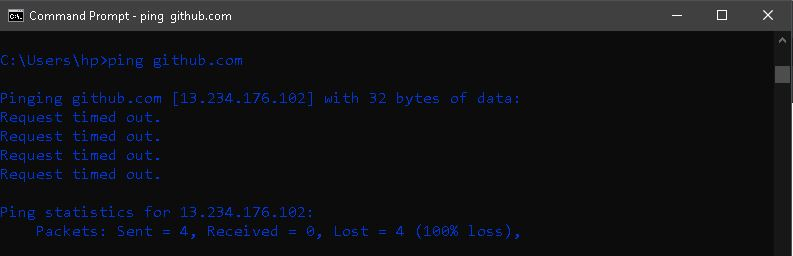 Command Prompt - ping  github.com
C:\Users\hp>ping github.com
Pinging github.com [13.234.176.102] with 32 bytes of data:
Request timed out.
Request timed out.
Request timed out.
Request timed out.
Ping statistics for 13.234.176.102:
    Packets: Sent = 4, Received = 0, Lost = 4 (100% loss),